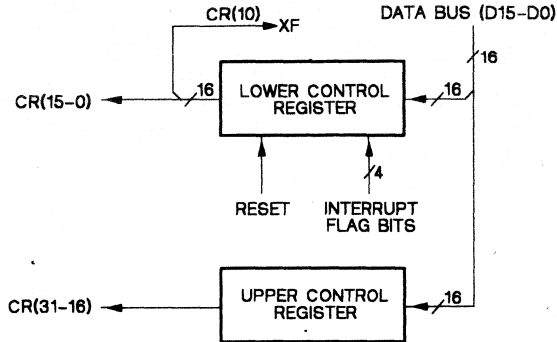 CR(10)
XF
DATA BUS (D15-D0)
16
CR(15-0)
16
LOWER CONTROL
REGISTER
16
4
RESET
INTERRUPT
FLAG BITS
CR(31-16)
UPPER CONTROL
REGISTER
16